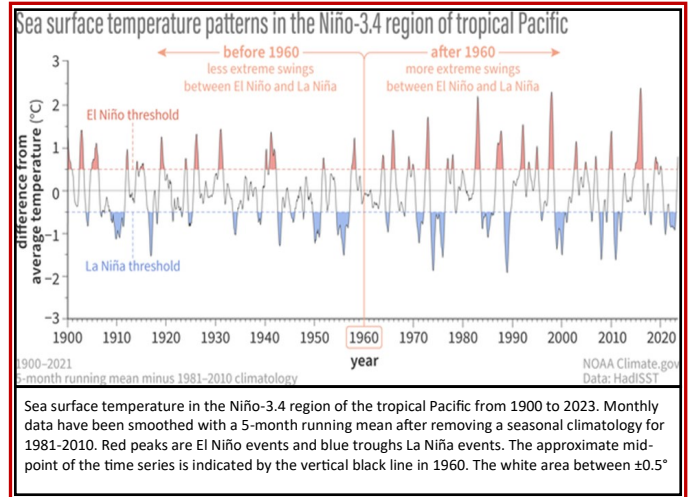 Sea surface temperature patterns in the Niño-3.4 region of tropical Pacific
before 1960
less extreme swings
between El Niño and La Niña
after 1960
more extreme swings
between El Niño and La Niña
El Niño threshold
La Niña threshold
difference from
average temperature (°C)
3
2
1
0
−1
−2
−3
1900 1910 1920 1930 1940 1950 1960 1970 1980 1990 2000 2010 2020
year
1900–2021
5-month running mean minus 1981–2010 climatology
NOAA Climate.gov
Data: HadISST
Sea surface temperature in the Niño-3.4 region of the tropical Pacific from 1900 to 2023. Monthly
data have been smoothed with a 5-month running mean after removing a seasonal climatology for
1981-2010. Red peaks are El Niño events and blue troughs La Niña events. The approximate mid-
point of the time series is indicated by the vertical black line in 1960. The white area between ±0.5°